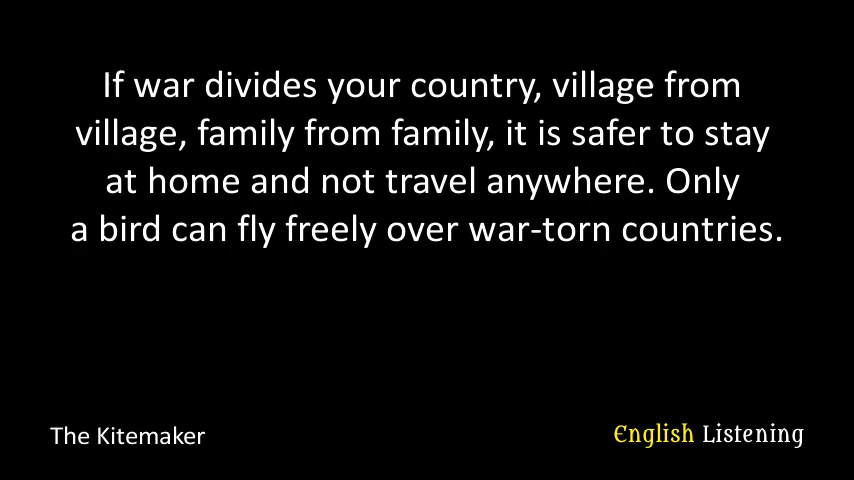 If war divides your country, village from
village, family from family, it is safer to stay
at home and not travel anywhere. Only
a bird can fly freely over war-torn countries.
The Kitemaker
English Listening